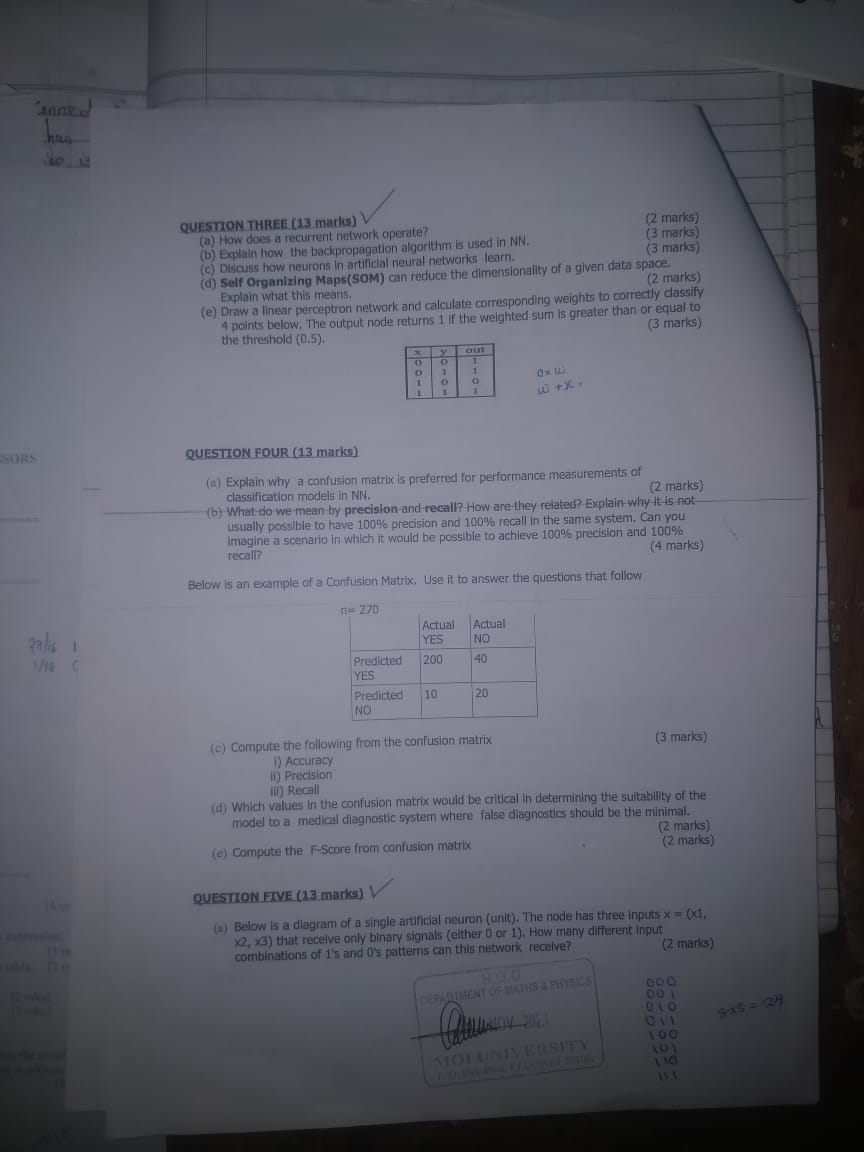 has
QUESTION THREE (13 marks)
(a) How does a recurrent network operate? (2 marks)
(b) Explain how the backpropagation algorithm is used in NN. (3 marks)
(c) Discuss how neurons in artificial neural networks learn. (3 marks)
(d) Self Organizing Maps(SOM) can reduce the dimensionality of a given data space.
Explain what this means. (2 marks)
(e) Draw a linear perceptron network and calculate corresponding weights to correctly classify
4 points below. The output node returns 1 if the weighted sum is greater than or equal to
the threshold (0.5). (3 marks)
x y out
0 0 1
0 1 1
1 0 0
1 1 1
0xW
W +X
SSORS
QUESTION FOUR (13 marks)
(a) Explain why a confusion matrix is preferred for performance measurements of
classification models in NN. (2 marks)
(b) What do we mean by precision and recall? How are they related? Explain why it is not
usually possible to have 100% precision and 100% recall in the same system. Can you
imagine a scenario in which it would be possible to achieve 100% precision and 100%
recall? (4 marks)
Below is an example of a Confusion Matrix. Use it to answer the questions that follow
n= 270
Actual YES Actual NO
Predicted YES 200 40
Predicted NO 10 20
1/16
(c) Compute the following from the confusion matrix (3 marks)
i) Accuracy
ii) Precision
iii) Recall
(d) Which values in the confusion matrix would be critical in determining the suitability of the
model to a medical diagnostic system where false diagnostics should be the minimal.
(2 marks)
(e) Compute the F-Score from confusion matrix (2 marks)
QUESTION FIVE (13 marks)
(a) Below is a diagram of a single artificial neuron (unit). The node has three inputs x = (x1,
x2, x3) that receive only binary signals (either 0 or 1). How many different input
combinations of 1's and 0's patterns can this network receive? (2 marks)
H.O.D
DEPARTMENT OF MATHS & PHYSICS
NOV
MOI UNIVERSITY
000
001
010
011
100
101
110
111
8x3 = 24